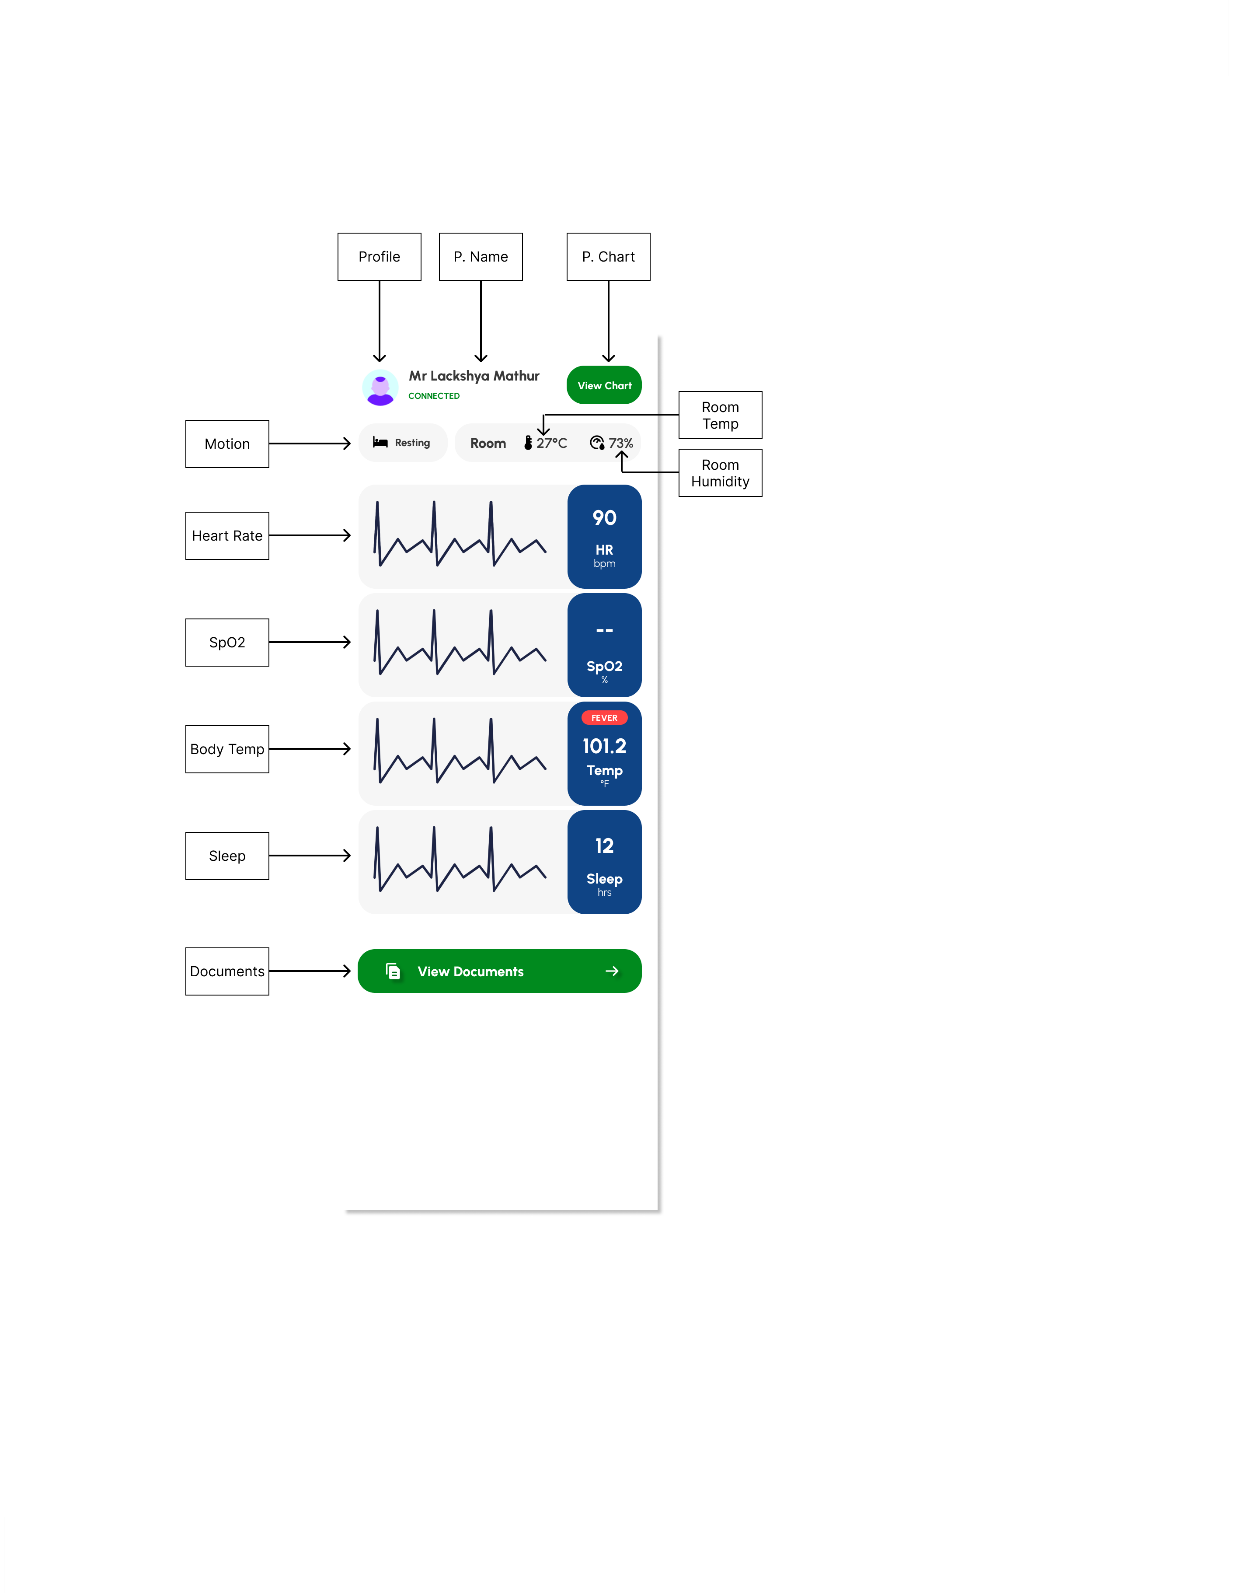 Profile
P. Name
P. Chart
Mr Lackshya Mathur
CONNECTED
View Chart
Room
Temp
Motion
Resting
Room
27°C
73%
Room
Humidity
Heart Rate
90
HR
bpm
SpO2
--
SpO2
%
Body Temp
FEVER
101.2
Temp
°F
Sleep
12
Sleep
hrs
Documents
View Documents